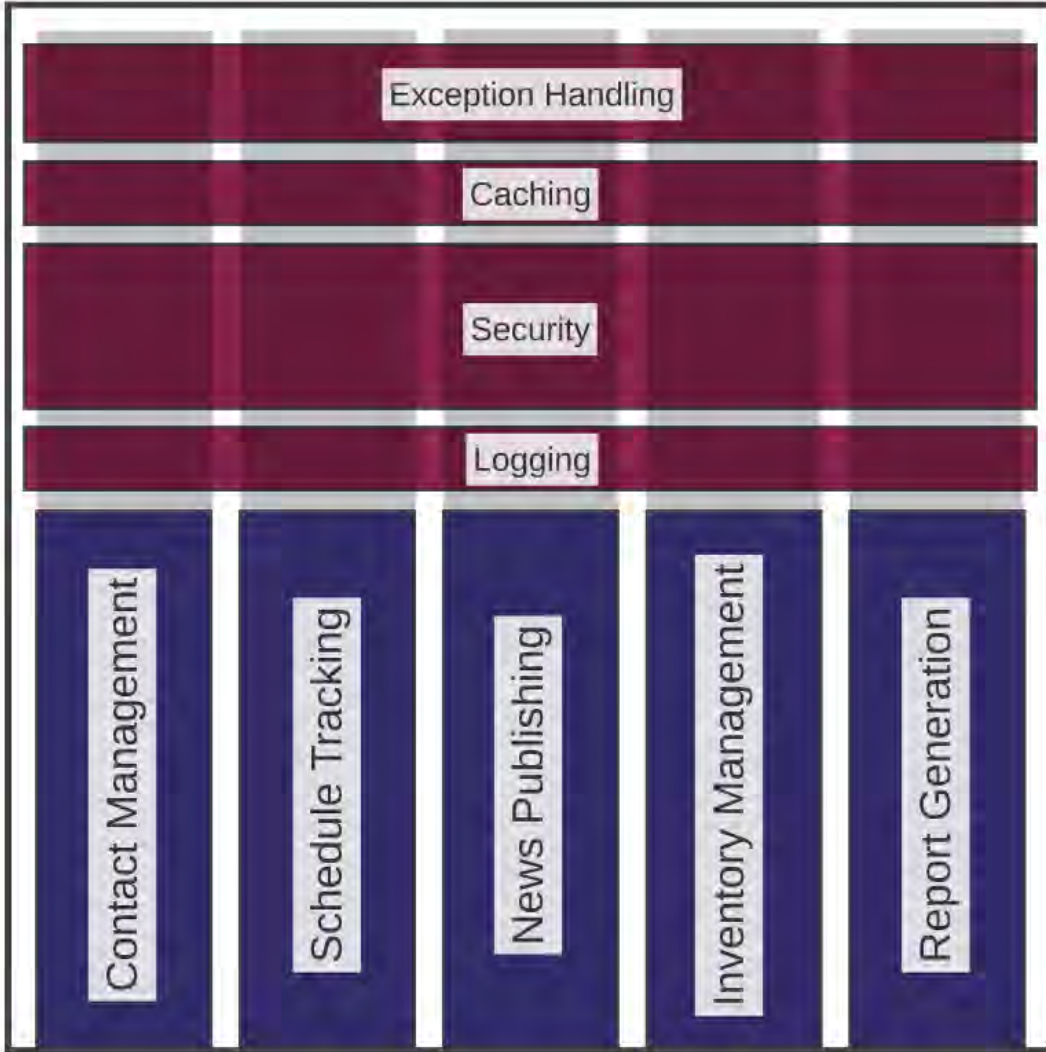 Exception Handling
Caching
Security
Logging
Contact Management
Schedule Tracking
News Publishing
Inventory Management
Report Generation